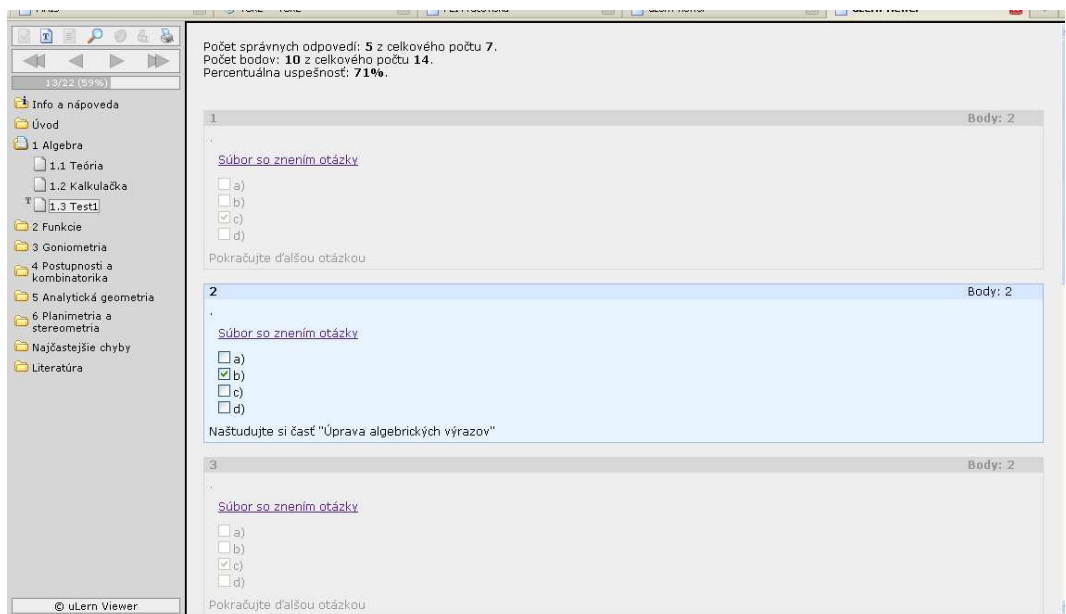 13/22 (59%)
Info a nápoveda
Úvod
1 Algebra
1.1 Teória
1.2 Kalkulačka
T 1.3 Test1
2 Funkcie
3 Goniometria
4 Postupnosti a
kombinatorika
5 Analytická geometria
6 Planimetria a
stereometria
Najčastejšie chyby
Literatúra
© uLern Viewer
Počet správnych odpovedí: 5 z celkového počtu 7.
Počet bodov: 10 z celkového počtu 14.
Percentuálna uspešnosť: 71%.
1 Body: 2
.
Súbor so znením otázky
a)
b)
c)
d)
Pokračujte ďalšou otázkou
2 Body: 2
.
Súbor so znením otázky
a)
b)
c)
d)
Naštudujte si časť "Úprava algebrických výrazov"
3 Body: 2
.
Súbor so znením otázky
a)
b)
c)
d)
Pokračujte ďalšou otázkou